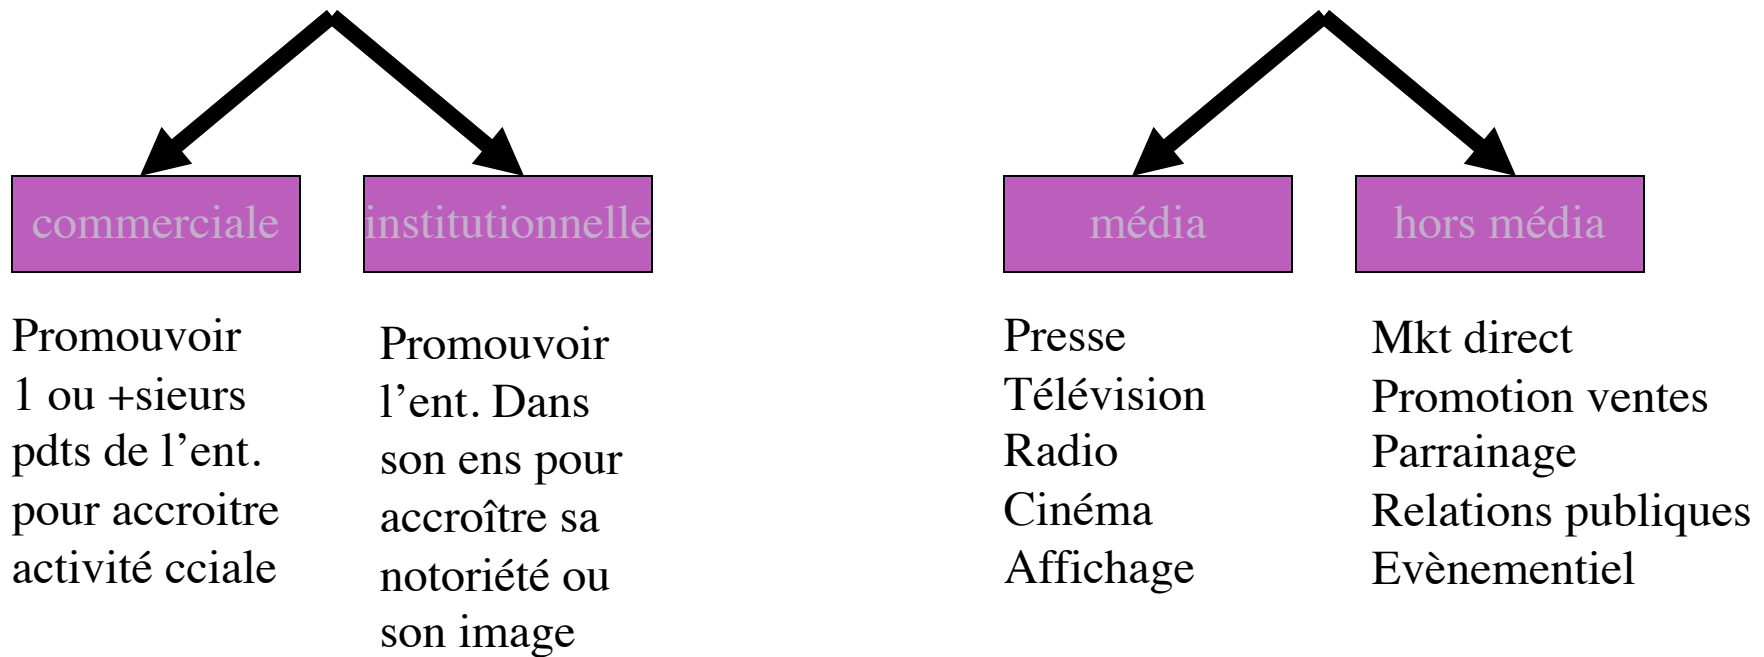 commerciale
institutionnelle
média
hors média
Promouvoir
1 ou +sieurs
pdts de l’ent.
pour accroitre
activité cciale
Promouvoir
l’ent. Dans
son ens pour
accroître sa
notoriété ou
son image
Presse
Télévision
Radio
Cinéma
Affichage
Mkt direct
Promotion ventes
Parrainage
Relations publiques
Evènementiel